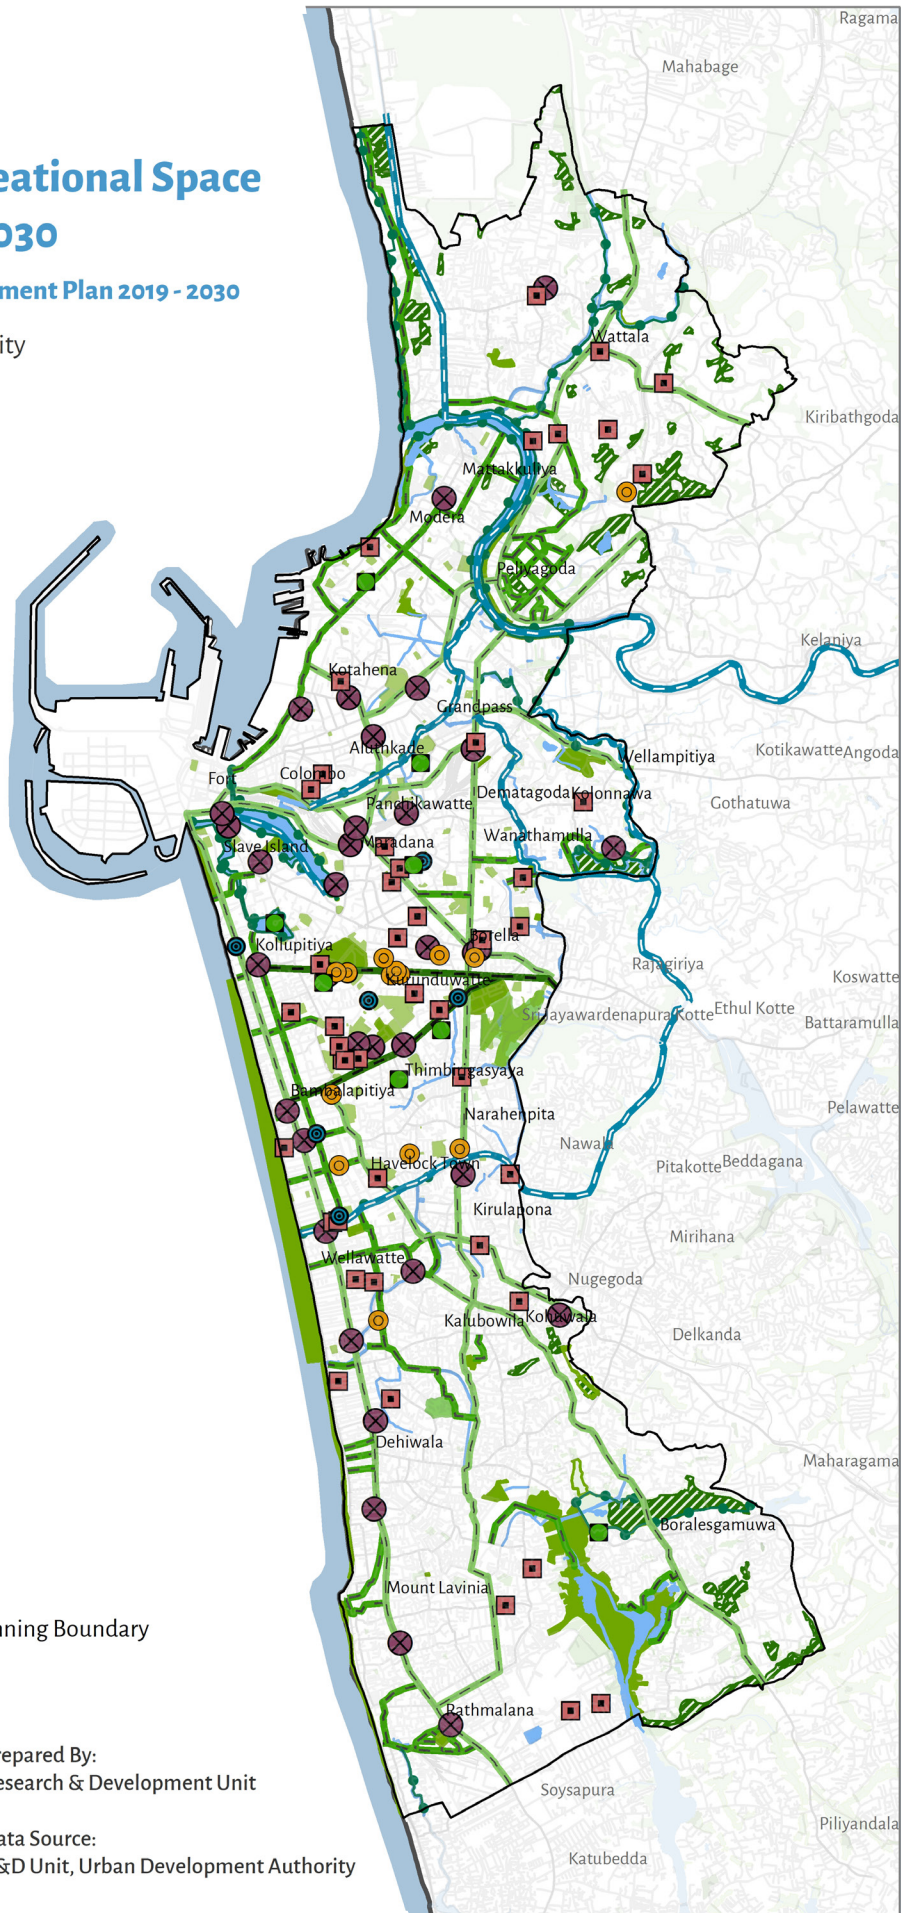 eational Space
030
ment Plan 2019 - 2030
ity
Ragama
Mahabage
Wattala
Kiribathgoda
Mattakkuliya
Modera
Peliyagoda
Kelaniya
Kotahena
Grandpass
Aluthkade
Vellampitiya
Kotikawatte
Angoda
Fort
Colombo
Dematagoda
Kolonnawa
Gothatuwa
Panchikawatte
Wanathamulla
Slave Island
Maradana
Kollupitiya
Borella
Rajagiriya
Koswatte
Kurunduwatte
Sri Jayawardenapura Kotte
Ethul Kotte
Battaramulla
Thimbirigasyaya
Bambalapitiya
Narahenpita
Pelawatte
Nawala
Havelock Town
Pitakotte
Beddagana
Kirulapona
Mirihana
Wellawatte
Nugegoda
Kalubowila
Kohuwala
Delkanda
Dehiwala
Maharagama
Boralesgamuwa
Mount Lavinia
nning Boundary
Rathmalana
repared By:
esearch & Development Unit
Soysapura
Piliyandala
ata Source:
&D Unit, Urban Development Authority
Katubedda